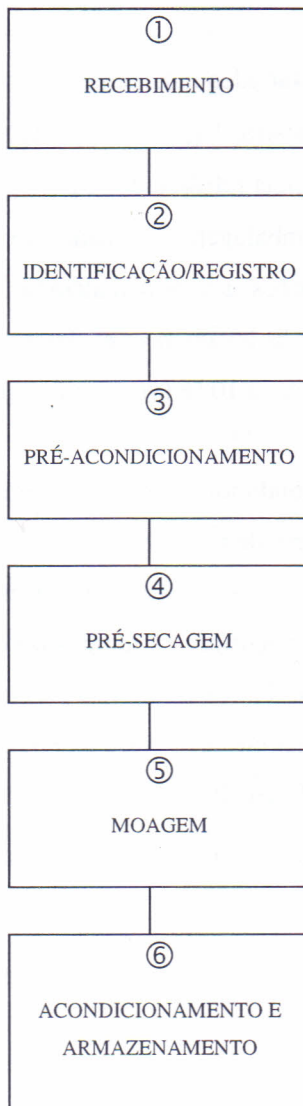 ①
RECEBIMENTO
②
IDENTIFICAÇÃO/REGISTRO
③
PRÉ-ACONDICIONAMENTO
④
PRÉ-SECAGEM
⑤
MOAGEM
⑥
ACONDICIONAMENTO E
ARMAZENAMENTO